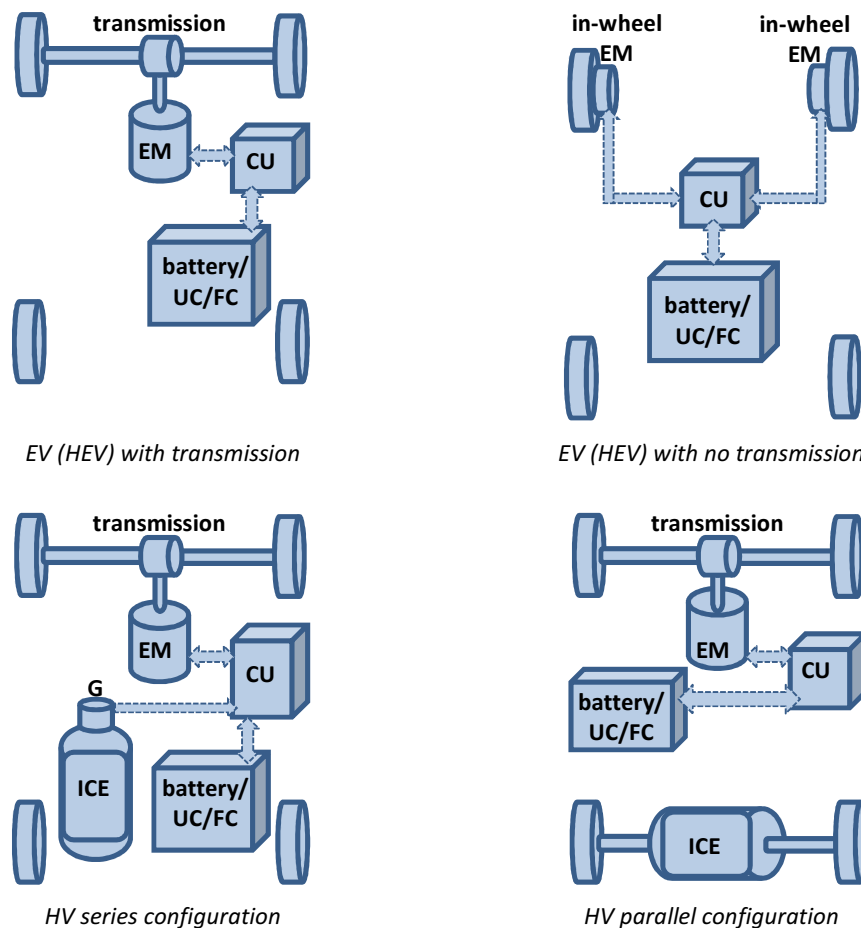 transmission
EM
CU
battery/
UC/FC
EV (HEV) with transmission
in-wheel
EM
in-wheel
EM
CU
battery/
UC/FC
EV (HEV) with no transmission
transmission
EM
CU
G
ICE
battery/
UC/FC
HV series configuration
transmission
EM
CU
battery/
UC/FC
ICE
HV parallel configuration